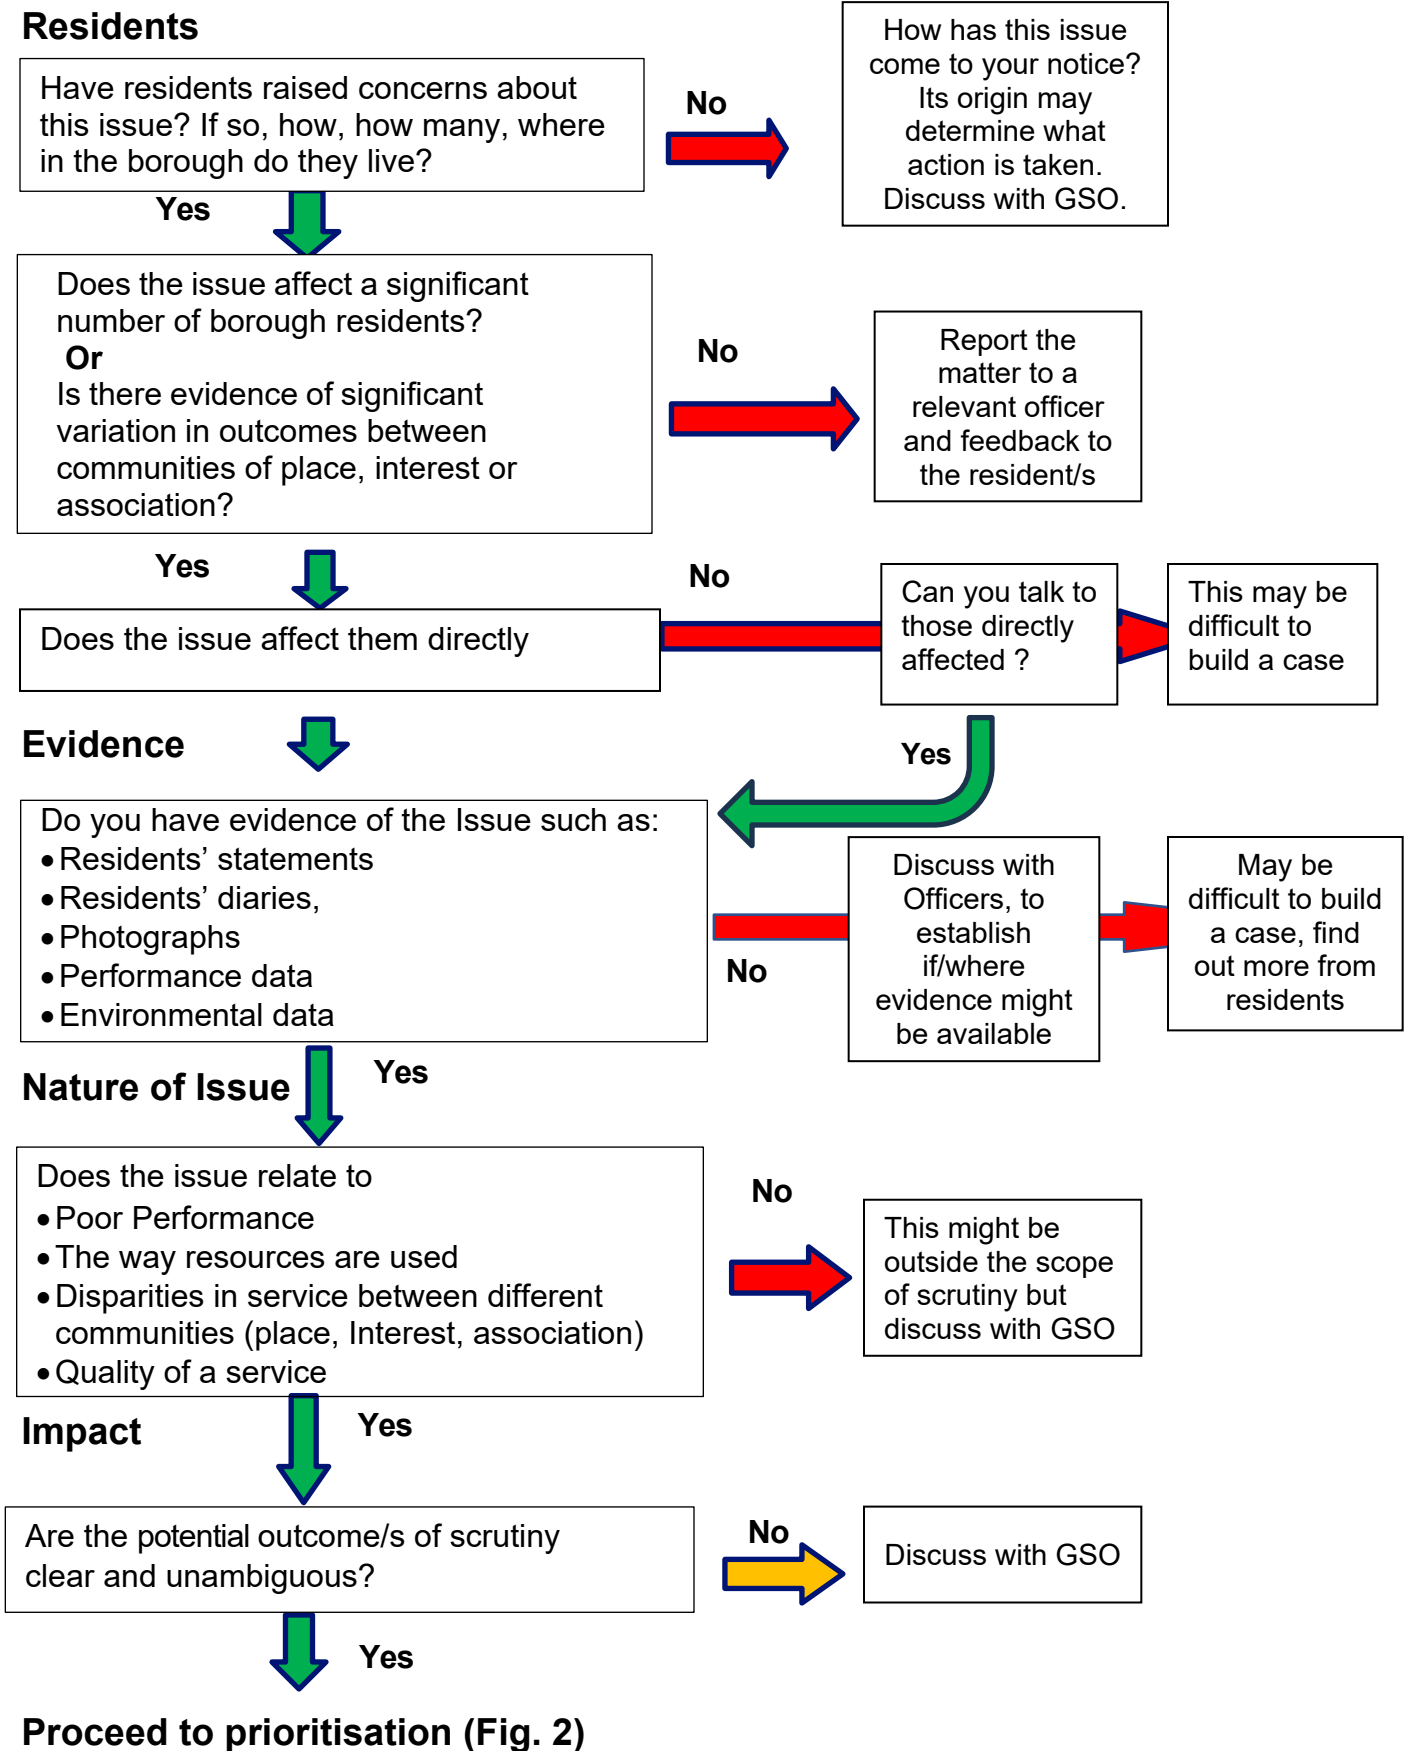 Residents
Have residents raised concerns about
this issue? If so, how, how many, where
in the borough do they live?
No
How has this issue
come to your notice?
Its origin may
determine what
action is taken.
Discuss with GSO.
Yes
Does the issue affect a significant
number of borough residents?
Or
Is there evidence of significant
variation in outcomes between
communities of place, interest or
association?
No
Report the
matter to a
relevant officer
and feedback to
the resident/s
Yes
Does the issue affect them directly
No
Can you talk to
those directly
affected ?
This may be
difficult to
build a case
Yes
Evidence
Do you have evidence of the Issue such as:
• Residents’ statements
• Residents’ diaries,
• Photographs
• Performance data
• Environmental data
No
Discuss with
Officers, to
establish
if/where
evidence might
be available
May be
difficult to build
a case, find
out more from
residents
Yes
Nature of Issue
Does the issue relate to
• Poor Performance
• The way resources are used
• Disparities in service between different
communities (place, Interest, association)
• Quality of a service
No
This might be
outside the scope
of scrutiny but
discuss with GSO
Yes
Impact
Are the potential outcome/s of scrutiny
clear and unambiguous?
No
Discuss with GSO
Yes
Proceed to prioritisation (Fig. 2)